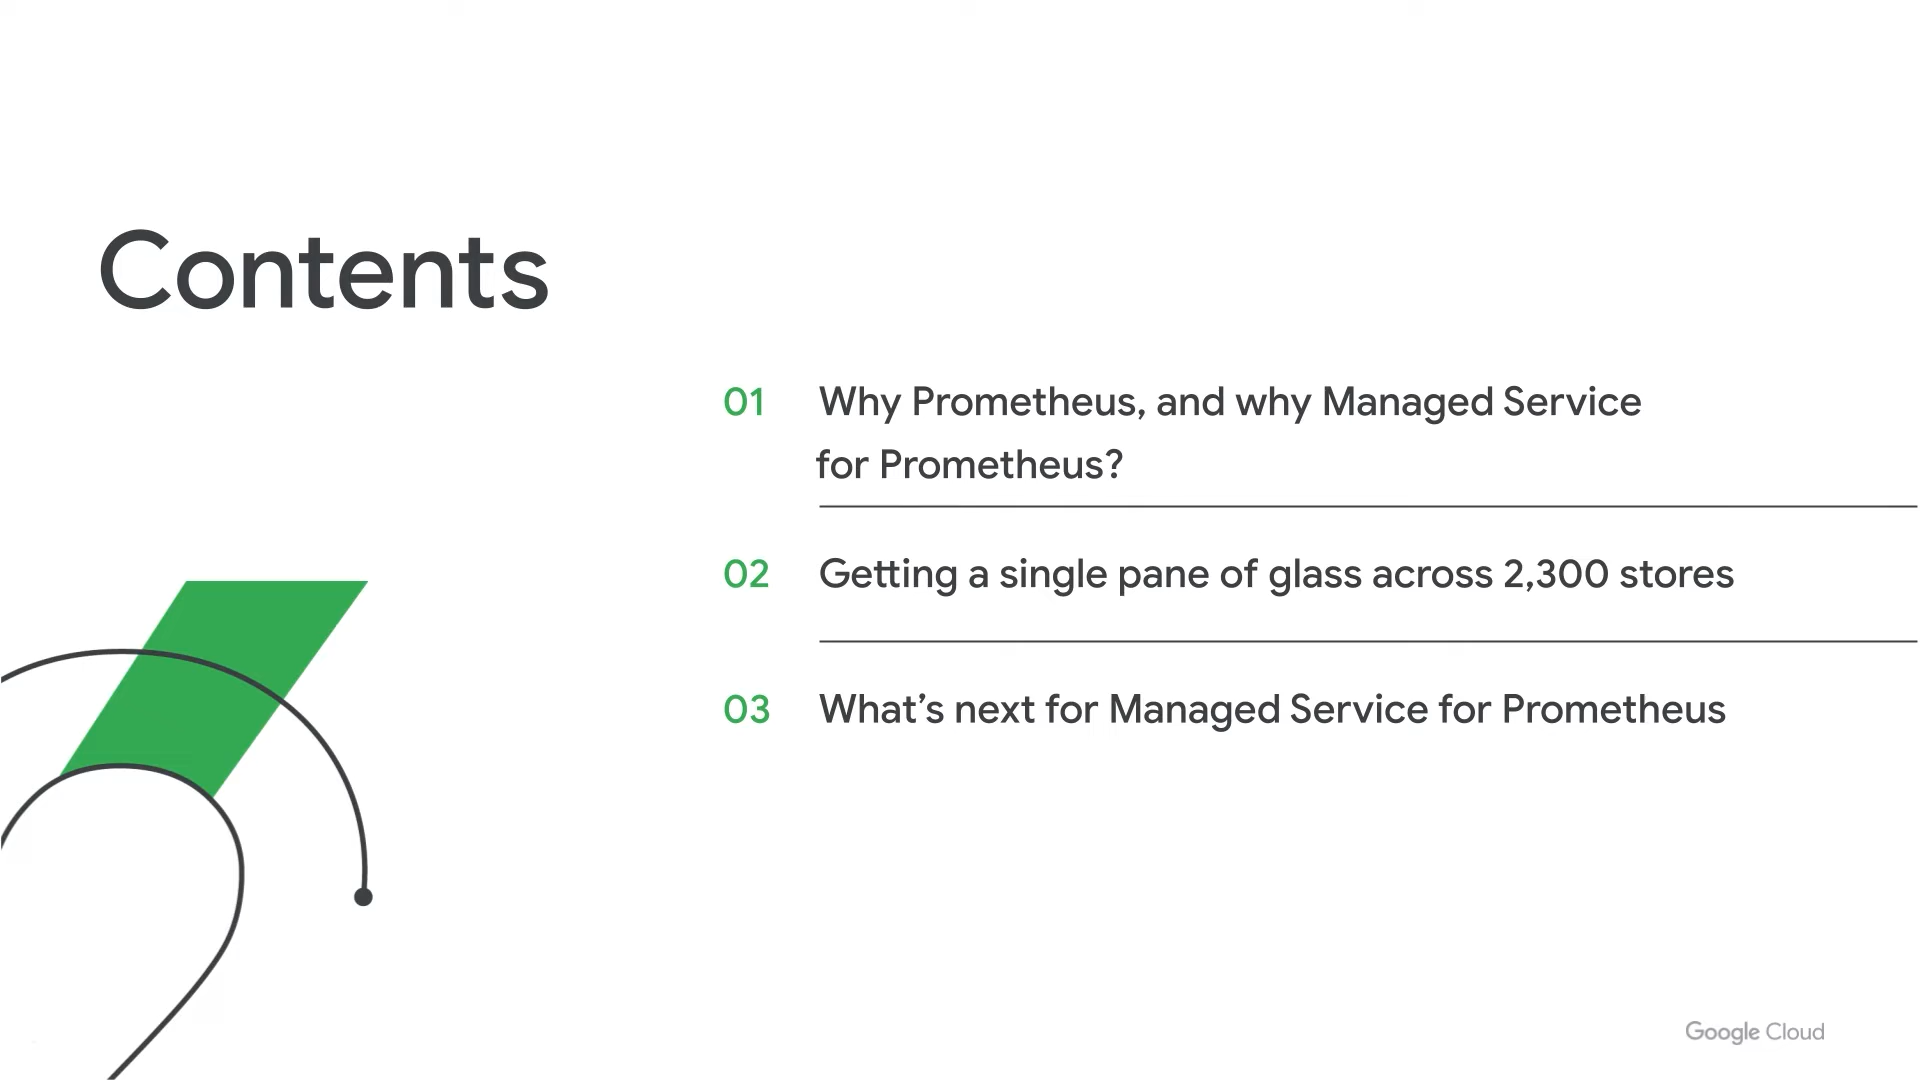 Contents
01 Why Prometheus, and why Managed Service
for Prometheus?
02 Getting a single pane of glass across 2,300 stores
03 What’s next for Managed Service for Prometheus
Google Cloud